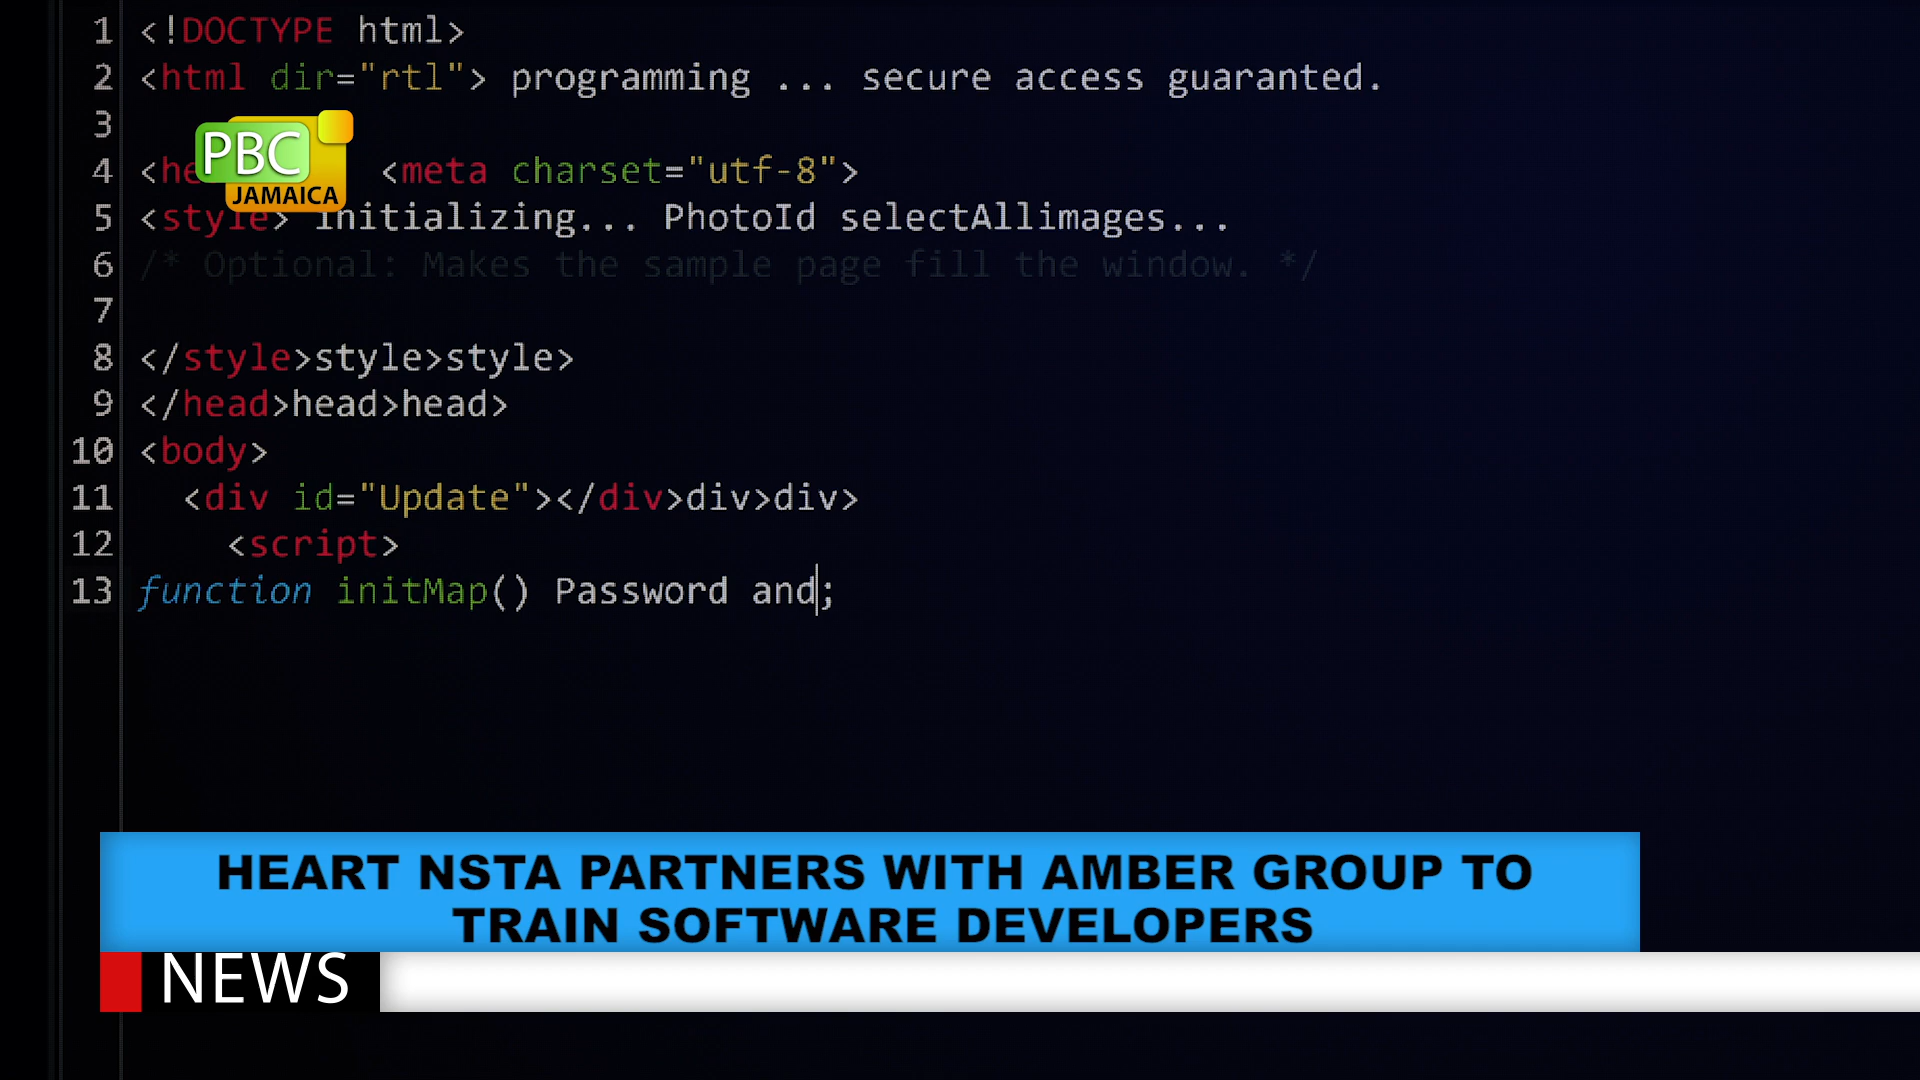 1 <!DOCTYPE html>
2 <html dir="rtl"> programming ... secure access guaranted.
3
PBC
JAMAICA
4 <he <meta charset="utf-8">
5 <style> initializing... PhotoId selectAllimages...
6 /* Optional: Makes the sample page fill the window. */
7
8 </style>style>style>
9 </head>head>head>
10 <body>
11 <div id="Update"></div>div>div>
12 <script>
13 function initMap() Password and;
HEART NSTA PARTNERS WITH AMBER GROUP TO
TRAIN SOFTWARE DEVELOPERS
NEWS